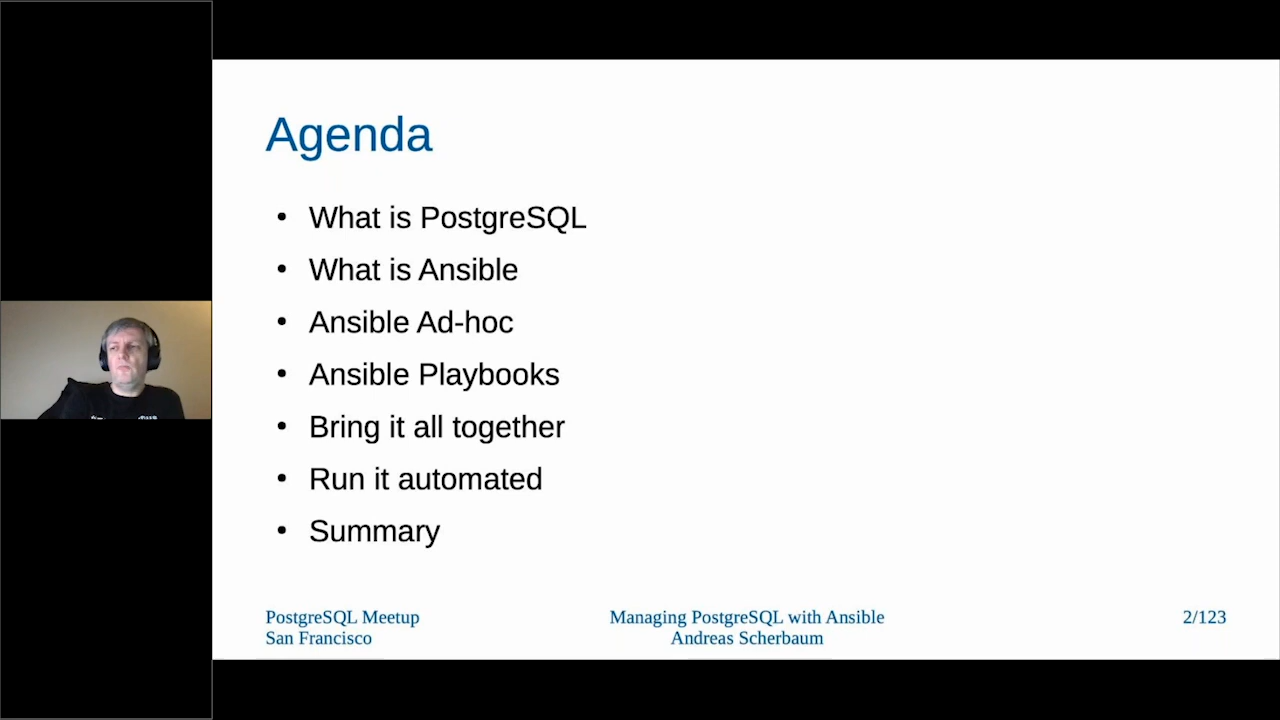 Agenda
• What is PostgreSQL
• What is Ansible
• Ansible Ad-hoc
• Ansible Playbooks
• Bring it all together
• Run it automated
• Summary
PostgreSQL Meetup
San Francisco
Managing PostgreSQL with Ansible
Andreas Scherbaum
2/123